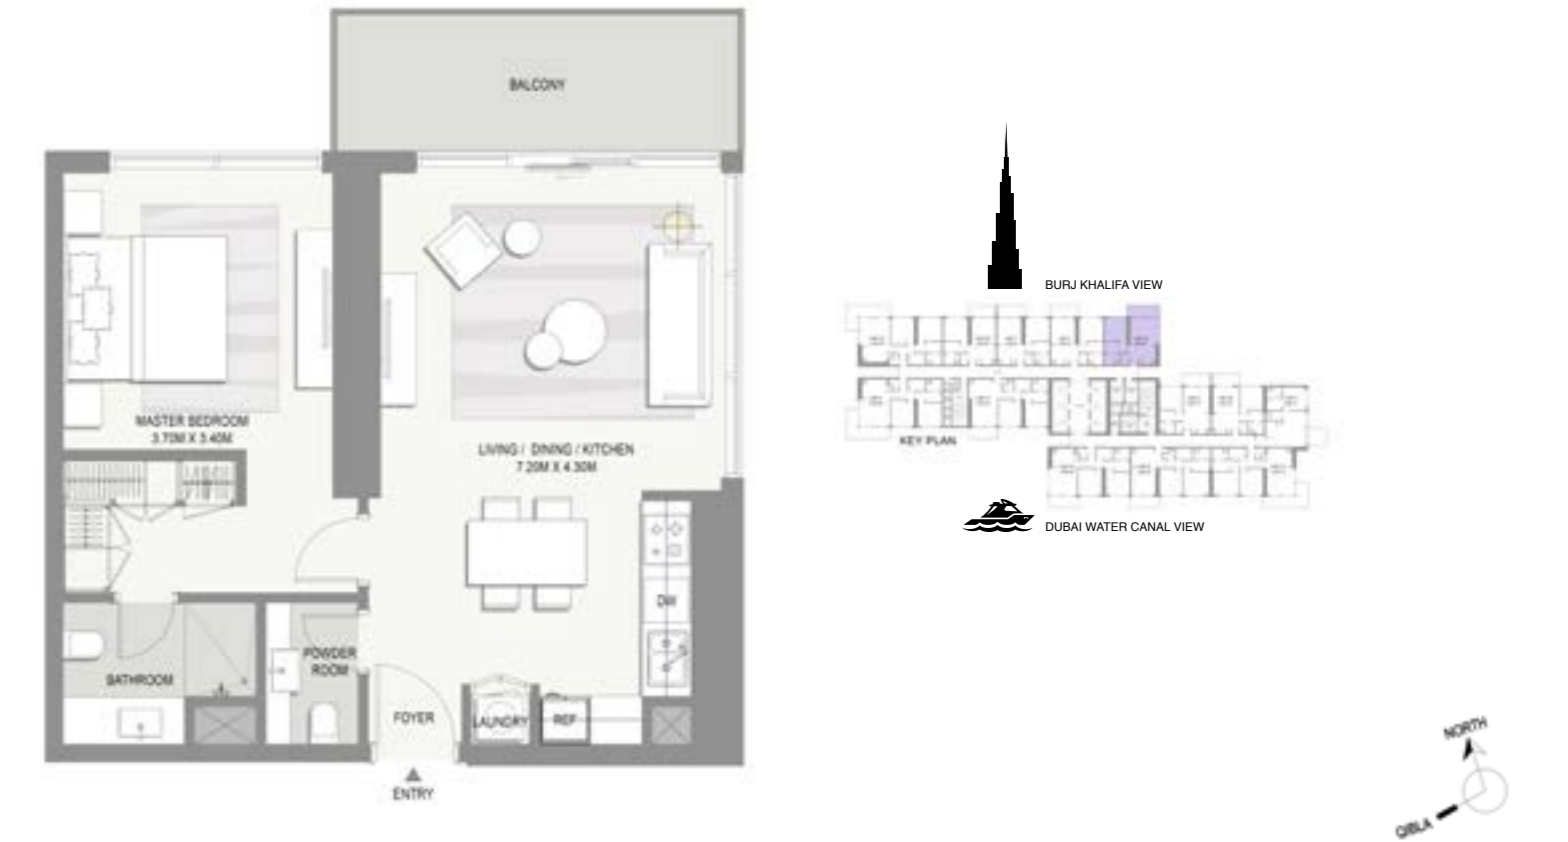 BALCONY
MASTER BEDROOM
3.70M X 3.40M
LIVING / DINING / KITCHEN
7.20M X 4.30M
DW
BATHROOM
POWDER
ROOM
FOYER
LAUNDRY
REF
ENTRY
BURJ KHALIFA VIEW
KEY PLAN
DUBAI WATER CANAL VIEW
NORTH
QIBLA